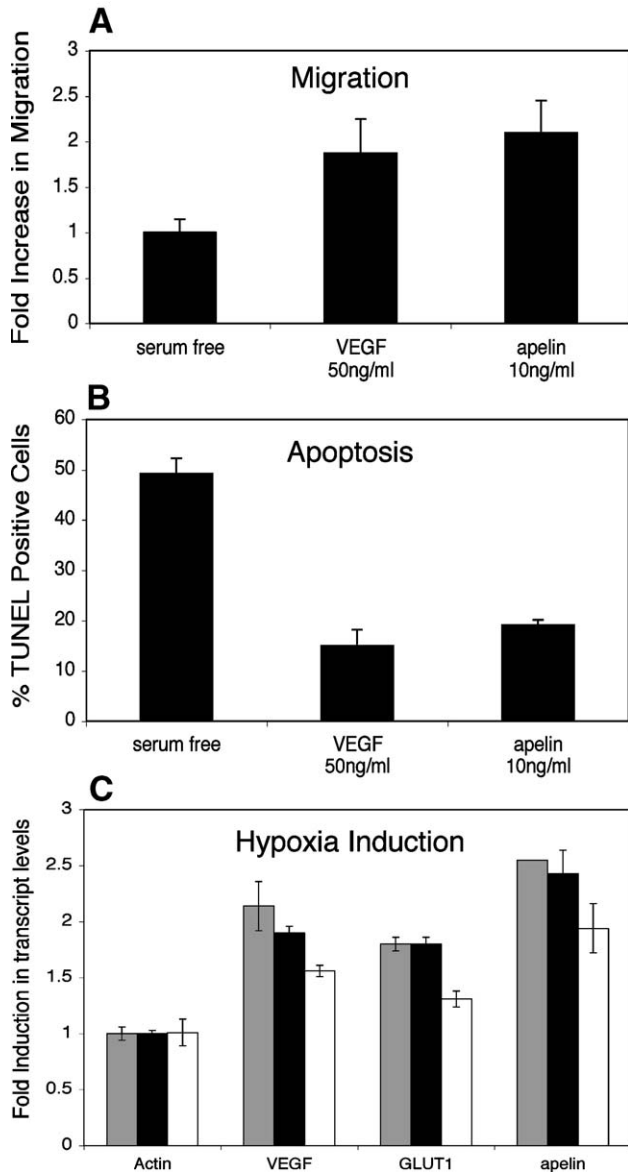 A
Migration
Fold Increase in Migration
3
2.5
2
1.5
1
0.5
0
serum free
VEGF
50ng/ml
apelin
10ng/ml
B
Apoptosis
% TUNEL Positive Cells
60
50
40
30
20
10
0
serum free
VEGF
50ng/ml
apelin
10ng/ml
C
Hypoxia Induction
Fold Induction in transcript levels
3
2.5
2
1.5
1
0.5
0
Actin
VEGF
GLUT1
apelin